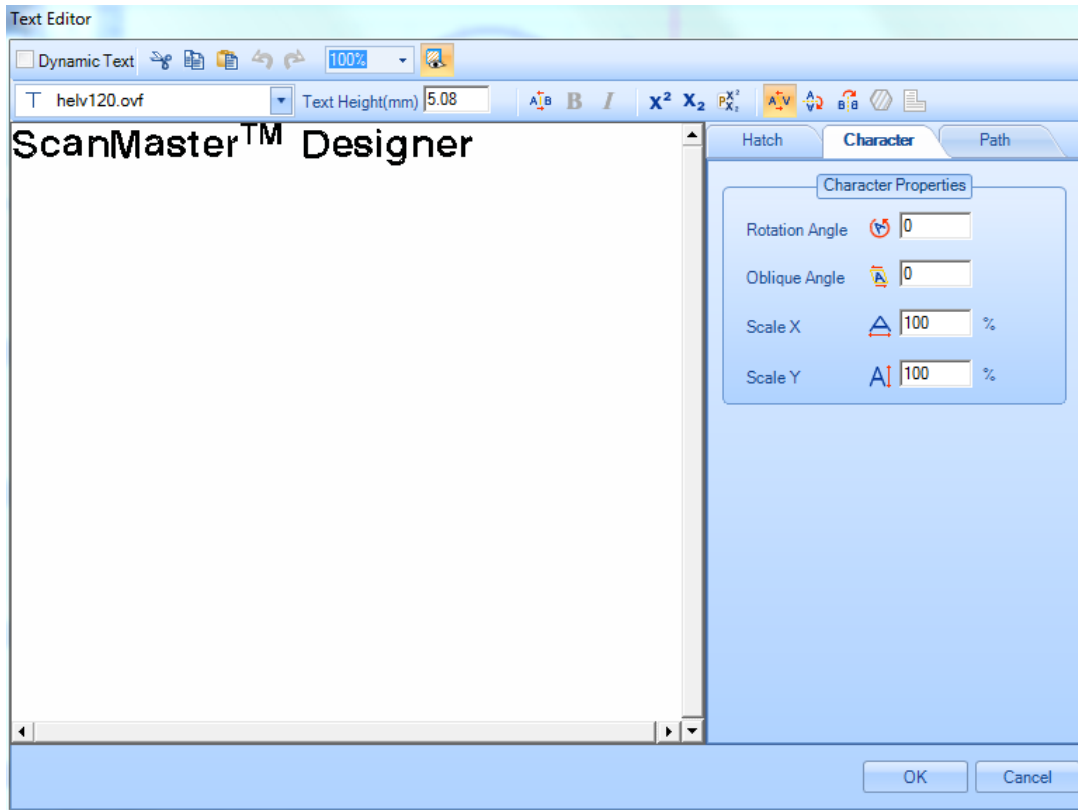 Text Editor
Dynamic Text 100%
helv120.ovf Text Height(mm) 5.08 A B B I X² X₂ PX²X₂ A V A V B B
ScanMaster™ Designer
Hatch Character Path
Character Properties
Rotation Angle 0
Oblique Angle 0
Scale X 100 %
Scale Y 100 %
OK Cancel